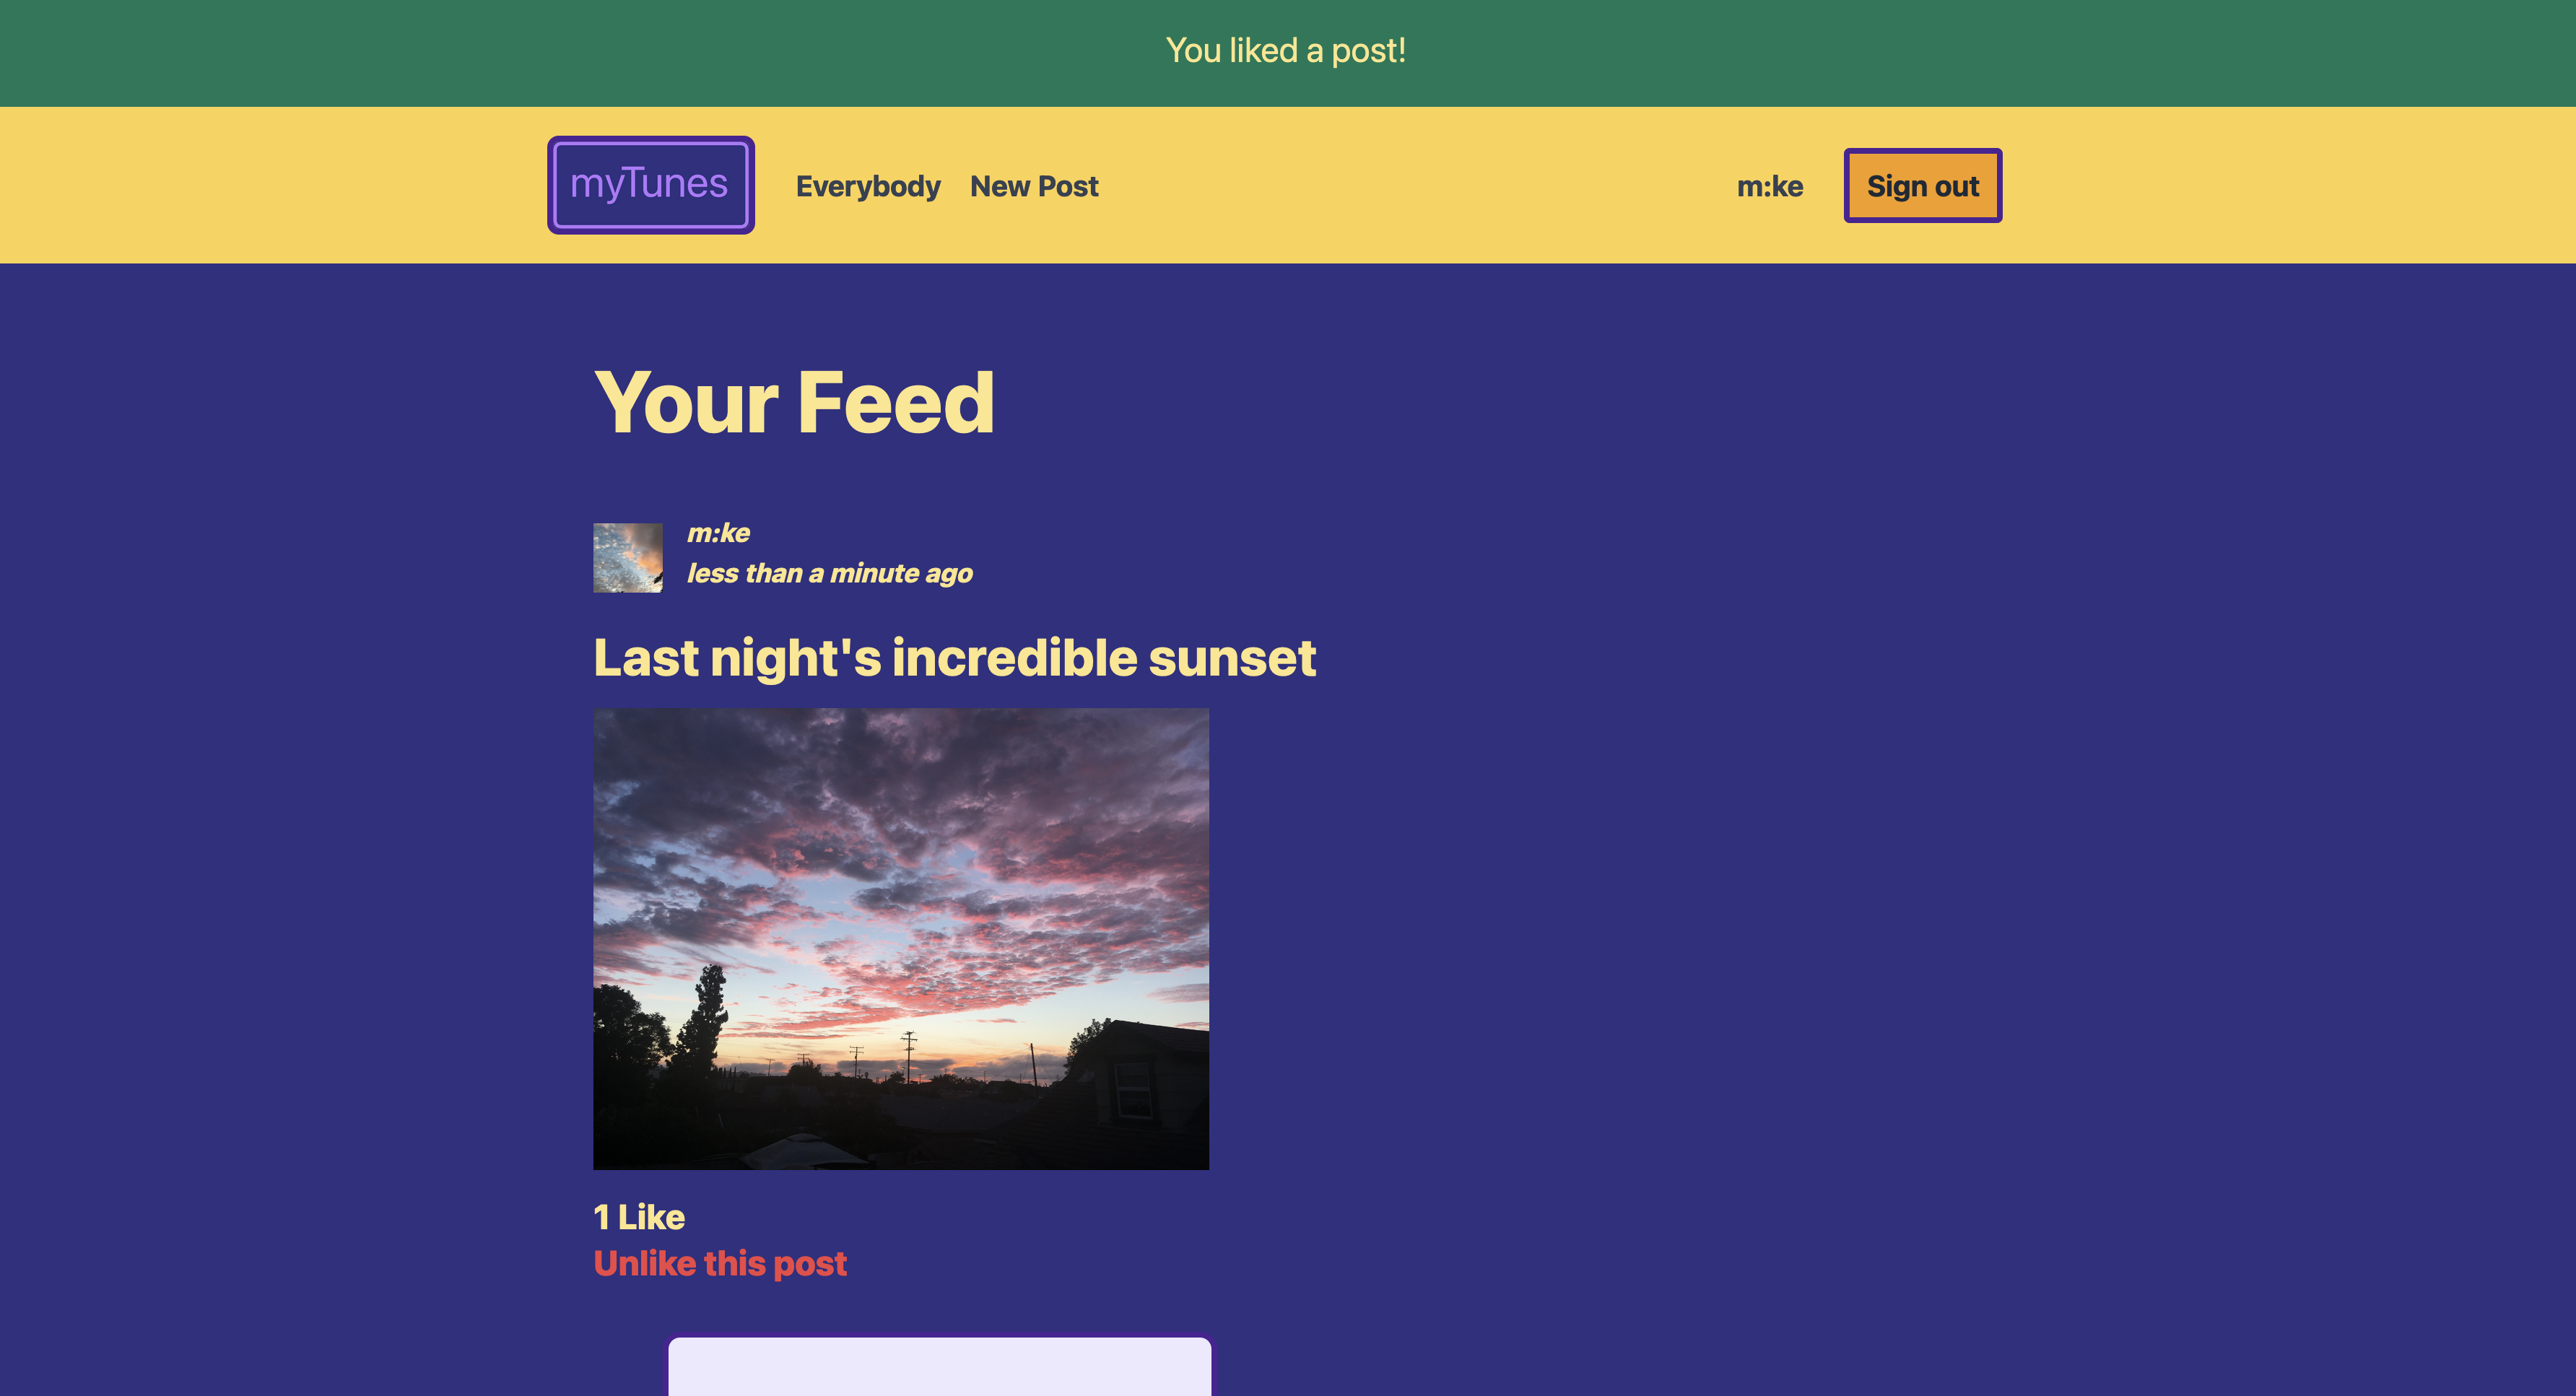 You liked a post!
myTunes
Everybody New Post
m:ke
Sign out
Your Feed
m:ke
less than a minute ago
Last night's incredible sunset
1 Like
Unlike this post